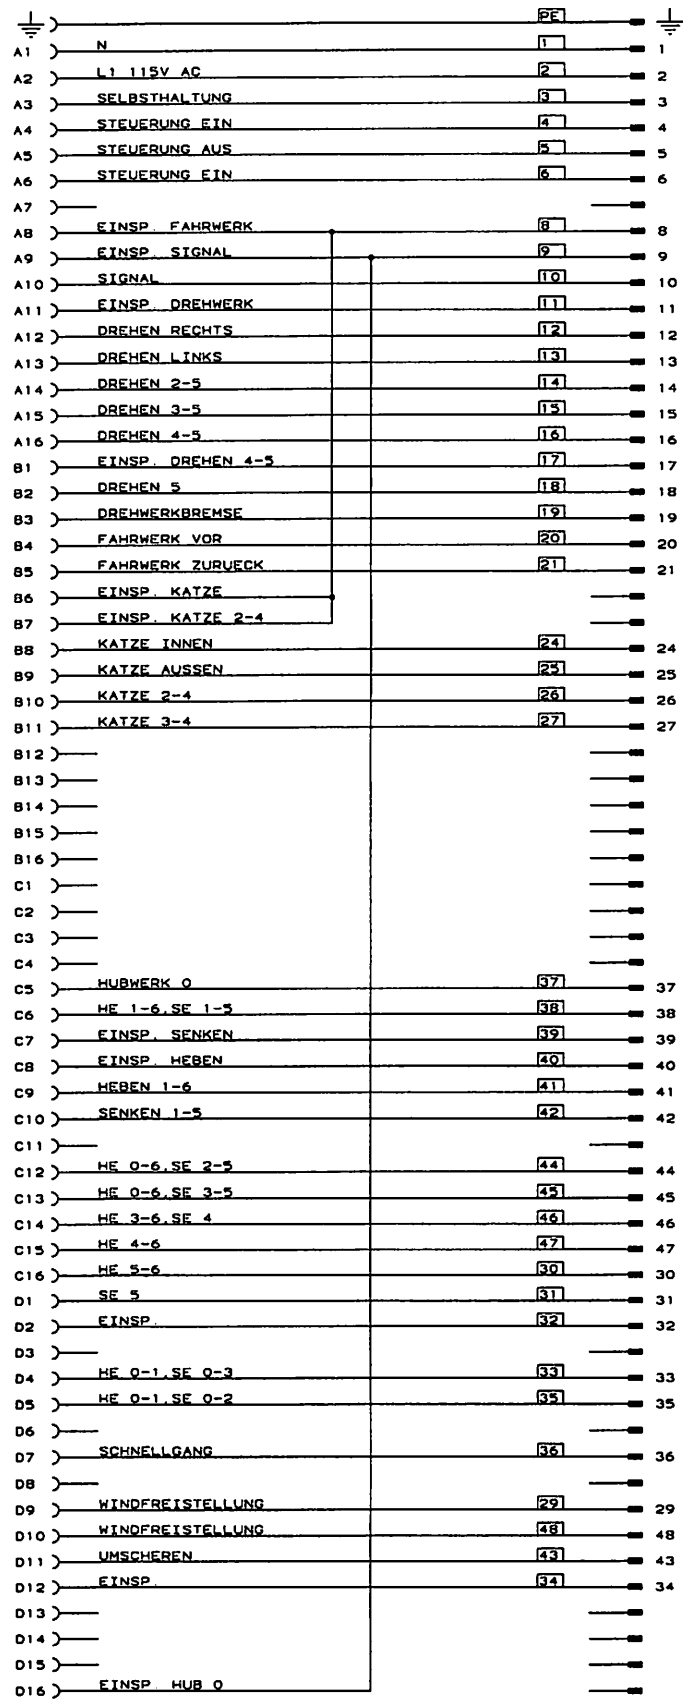 PE
A1 N 1 1
A2 L1 115V AC 2 2
A3 SELBSTHALTUNG 3 3
A4 STEUERUNG EIN 4 4
A5 STEUERUNG AUS 5 5
A6 STEUERUNG EIN 6 6
A7
A8 EINSP. FAHRWERK 8 8
A9 EINSP. SIGNAL 9 9
A10 SIGNAL 10 10
A11 EINSP. DREHWERK 11 11
A12 DREHEN RECHTS 12 12
A13 DREHEN LINKS 13 13
A14 DREHEN 2-5 14 14
A15 DREHEN 3-5 15 15
A16 DREHEN 4-5 16 16
B1 EINSP. DREHEN 4-5 17 17
B2 DREHEN 5 18 18
B3 DREHWERKBREMSE 19 19
B4 FAHRWERK VOR 20 20
B5 FAHRWERK ZURUECK 21 21
B6 EINSP. KATZE
B7 EINSP. KATZE 2-4
B8 KATZE INNEN 24 24
B9 KATZE AUSSEN 25 25
B10 KATZE 2-4 26 26
B11 KATZE 3-4 27 27
B12
B13
B14
B15
B16
C1
C2
C3
C4
C5 HUBWERK 0 37 37
C6 HE 1-6.SE 1-5 38 38
C7 EINSP. SENKEN 39 39
C8 EINSP. HEBEN 40 40
C9 HEBEN 1-6 41 41
C10 SENKEN 1-5 42 42
C11
C12 HE 0-6.SE 2-5 44 44
C13 HE 0-6.SE 3-5 45 45
C14 HE 3-6.SE 4 46 46
C15 HE 4-6 47 47
C16 HE 5-6 30 30
D1 SE 5 31 31
D2 EINSP. 32 32
D3
D4 HE 0-1.SE 0-3 33 33
D5 HE 0-1.SE 0-2 35 35
D6
D7 SCHNELLGANG 36 36
D8
D9 WINDFREISTELLUNG 29 29
D10 WINDFREISTELLUNG 48 48
D11 UMSCHEREN 43 43
D12 EINSP. 34 34
D13
D14
D15
D16 EINSP. HUB 0